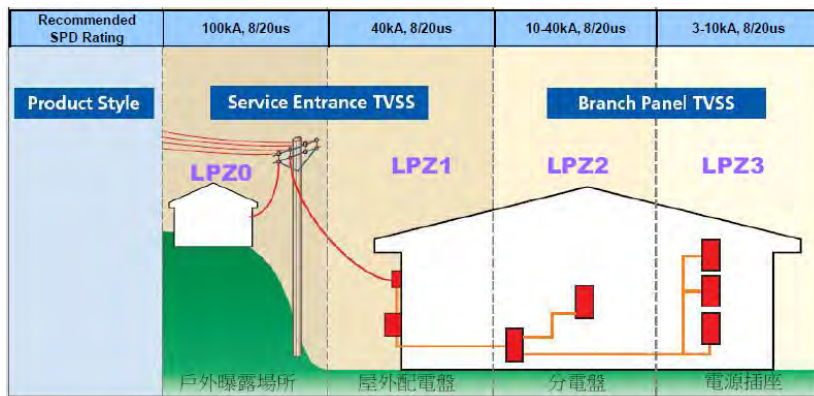 Recommended
SPD Rating
100kA, 8/20us
40kA, 8/20us
10-40kA, 8/20us
3-10kA, 8/20us
Product Style
Service Entrance TVSS
Branch Panel TVSS
LPZ0
LPZ1
LPZ2
LPZ3
戶外曝露場所
屋外配電盤
分電盤
電源插座